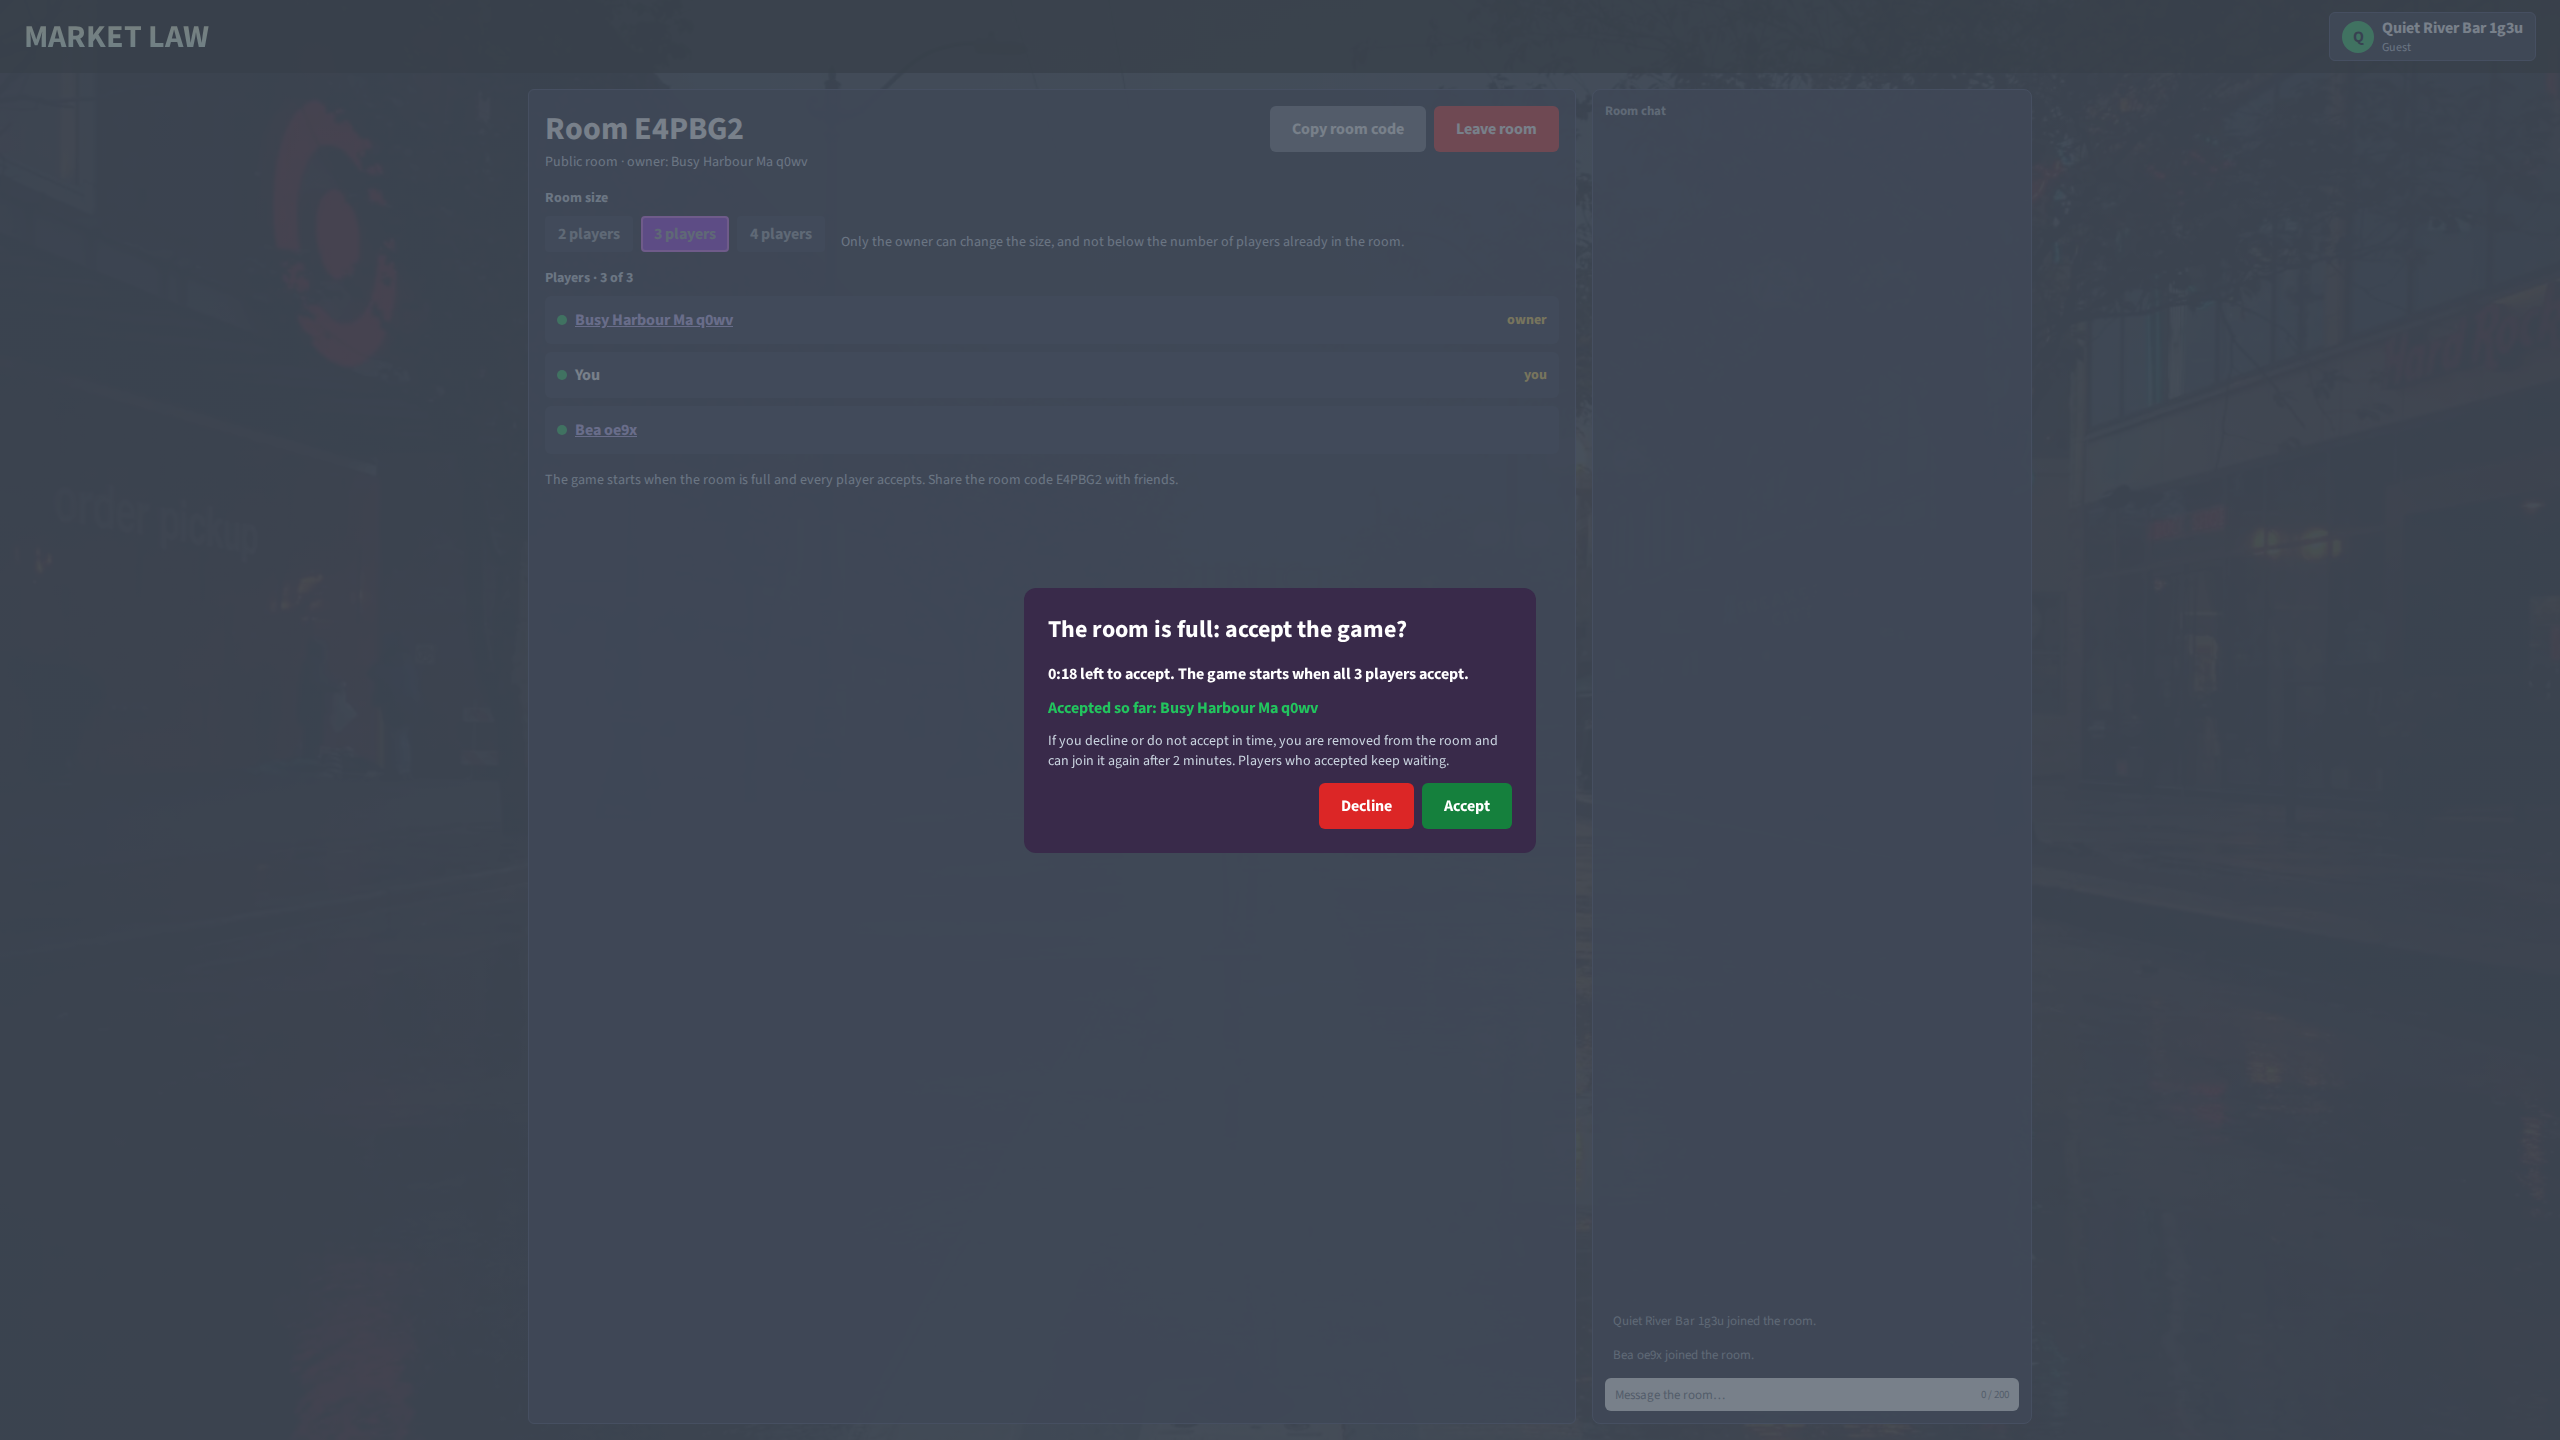 MARKET LAW
Q
Quiet River Bar 1g3u
Guest
Room E4PBG2
Public room · owner: Busy Harbour Ma q0wv
Copy room code
Leave room
Room size
2 players
3 players
4 players
Only the owner can change the size, and not below the number of players already in the room.
Players · 3 of 3
Busy Harbour Ma q0wv
owner
You
you
Bea oe9x
The game starts when the room is full and every player accepts. Share the room code E4PBG2 with friends.
order pickup
The room is full: accept the game?
0:18 left to accept. The game starts when all 3 players accept.
Accepted so far: Busy Harbour Ma q0wv
If you decline or do not accept in time, you are removed from the room and
can join it again after 2 minutes. Players who accepted keep waiting.
Decline
Accept
Room chat
Quiet River Bar 1g3u joined the room.
Bea oe9x joined the room.
Message the room...
0 / 200